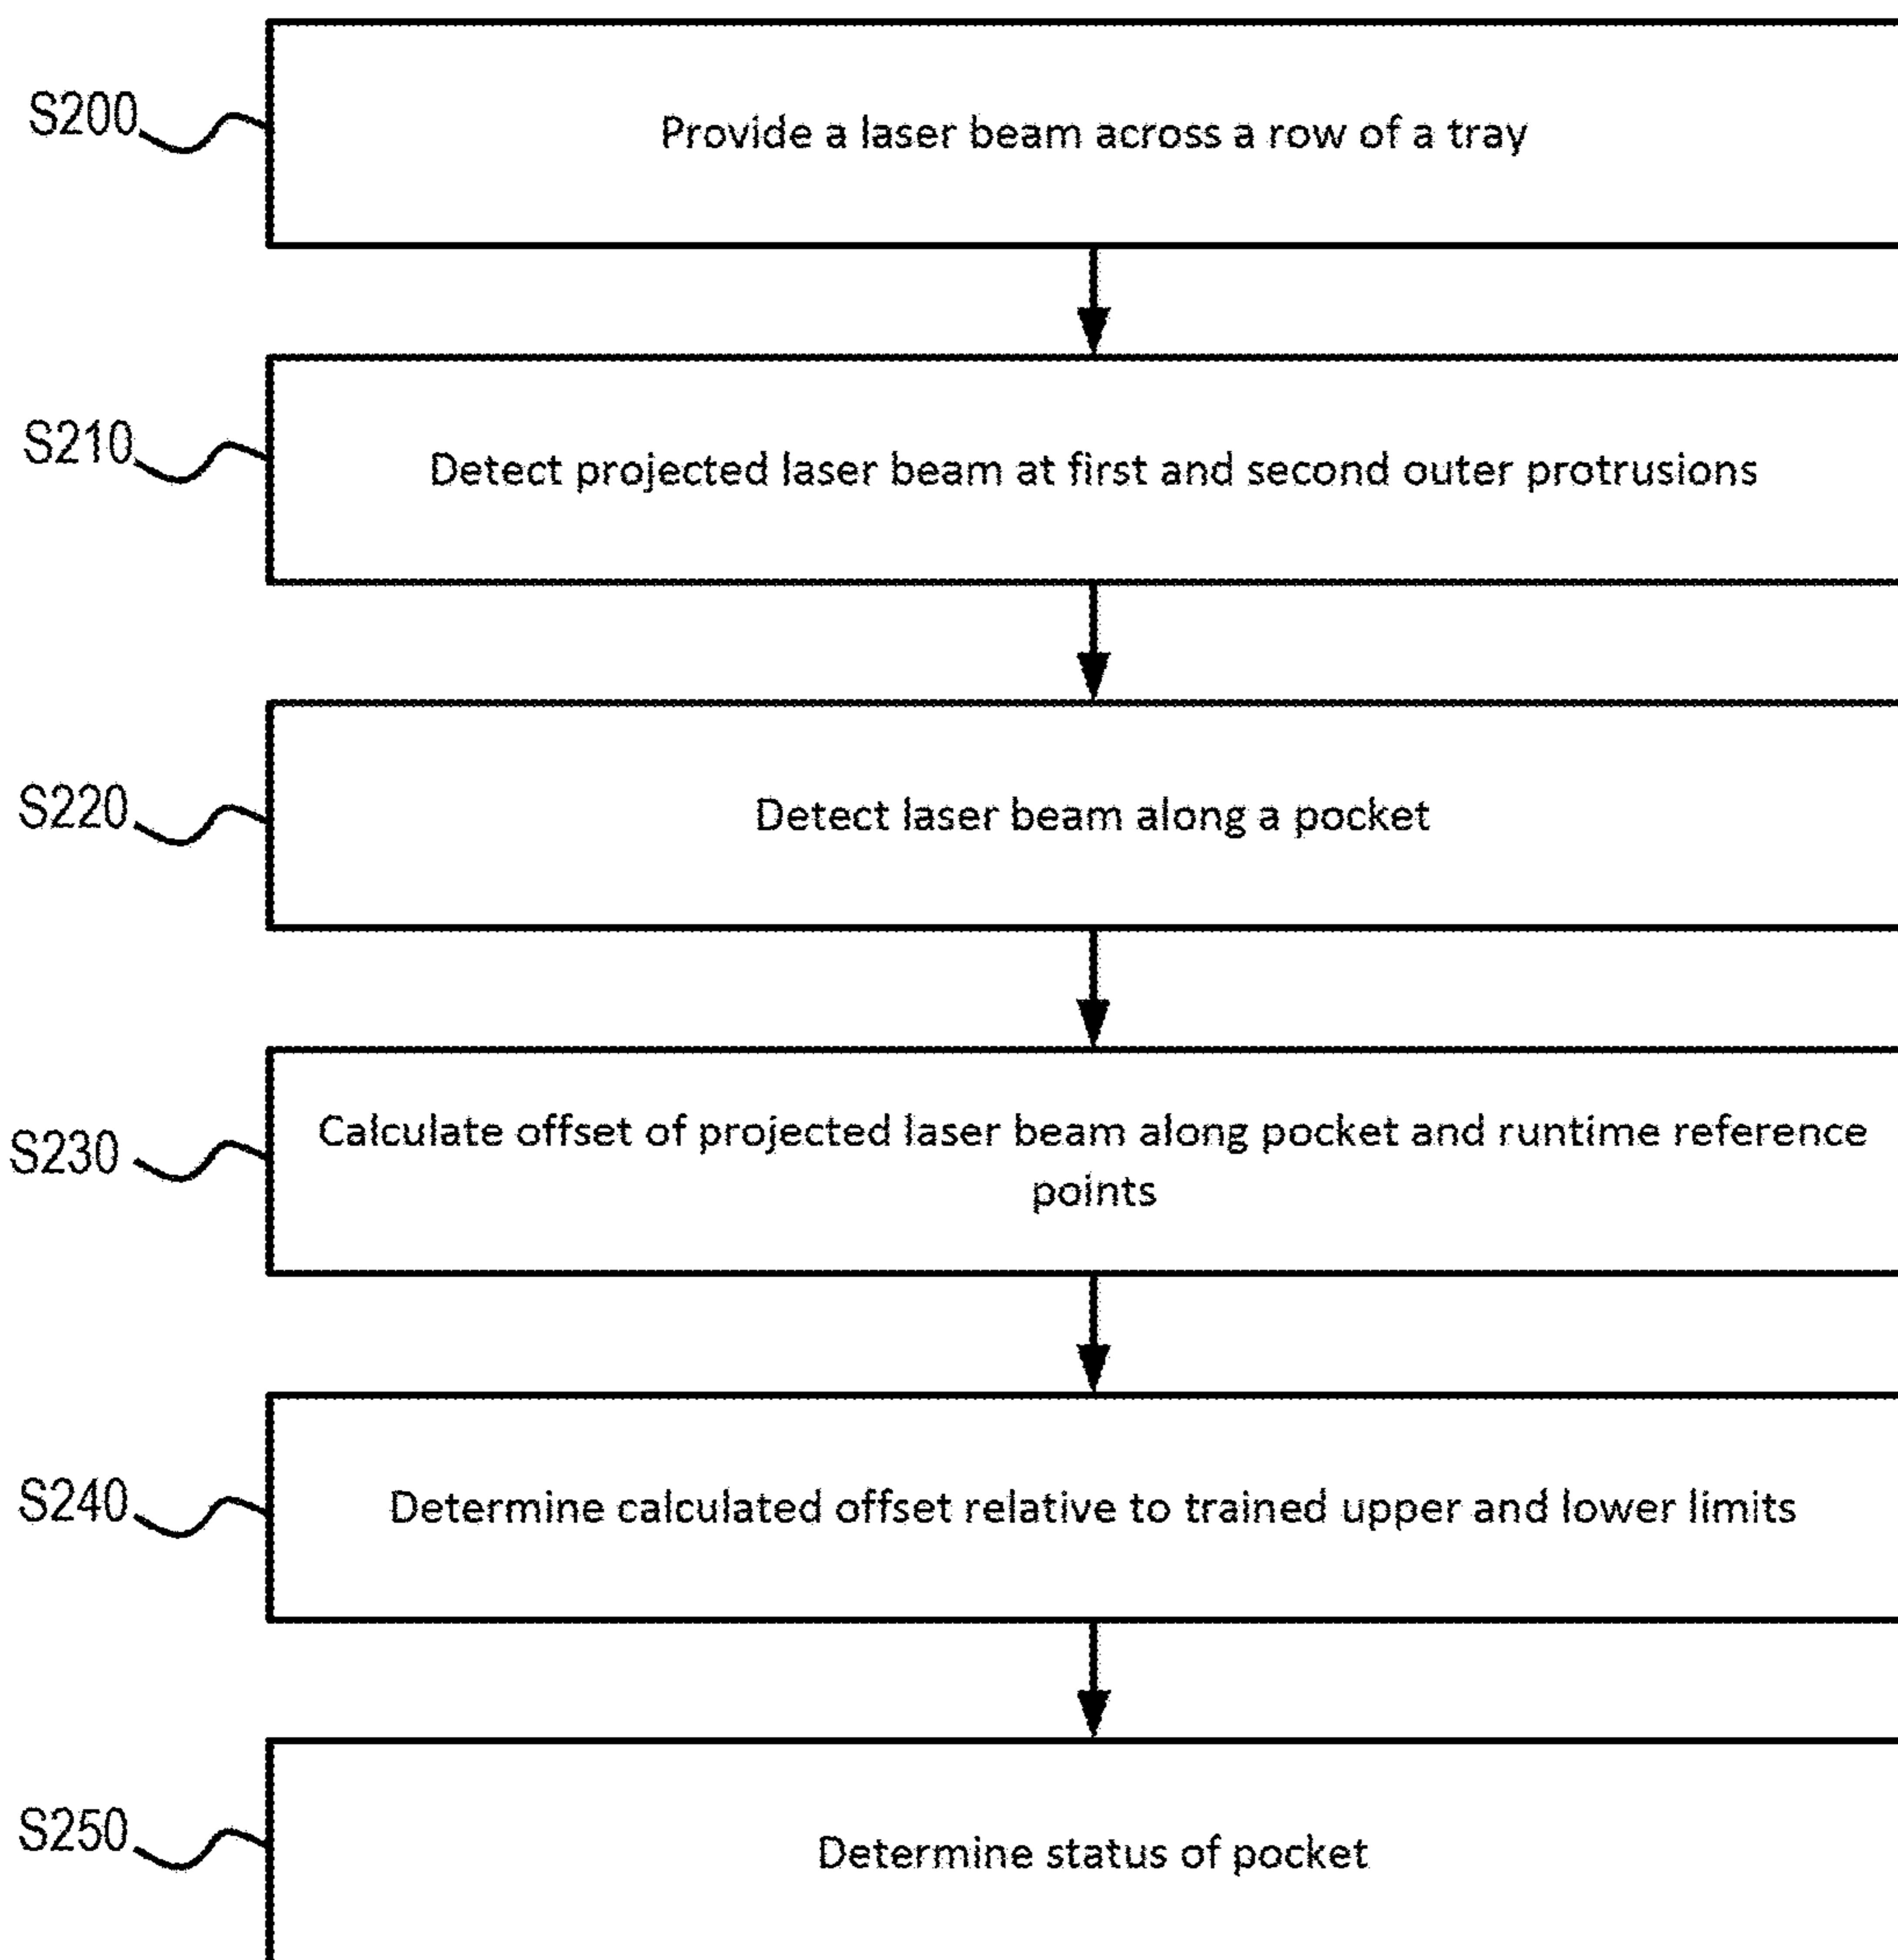 S200
Provide a laser beam across a row of a tray
S210
Detect projected laser beam at first and second outer protrusions
S220
Detect laser beam along a pocket
S230
Calculate offset of projected laser beam along pocket and runtime reference
points
S240
Determine calculated offset relative to trained upper and lower limits
S250
Determine status of pocket